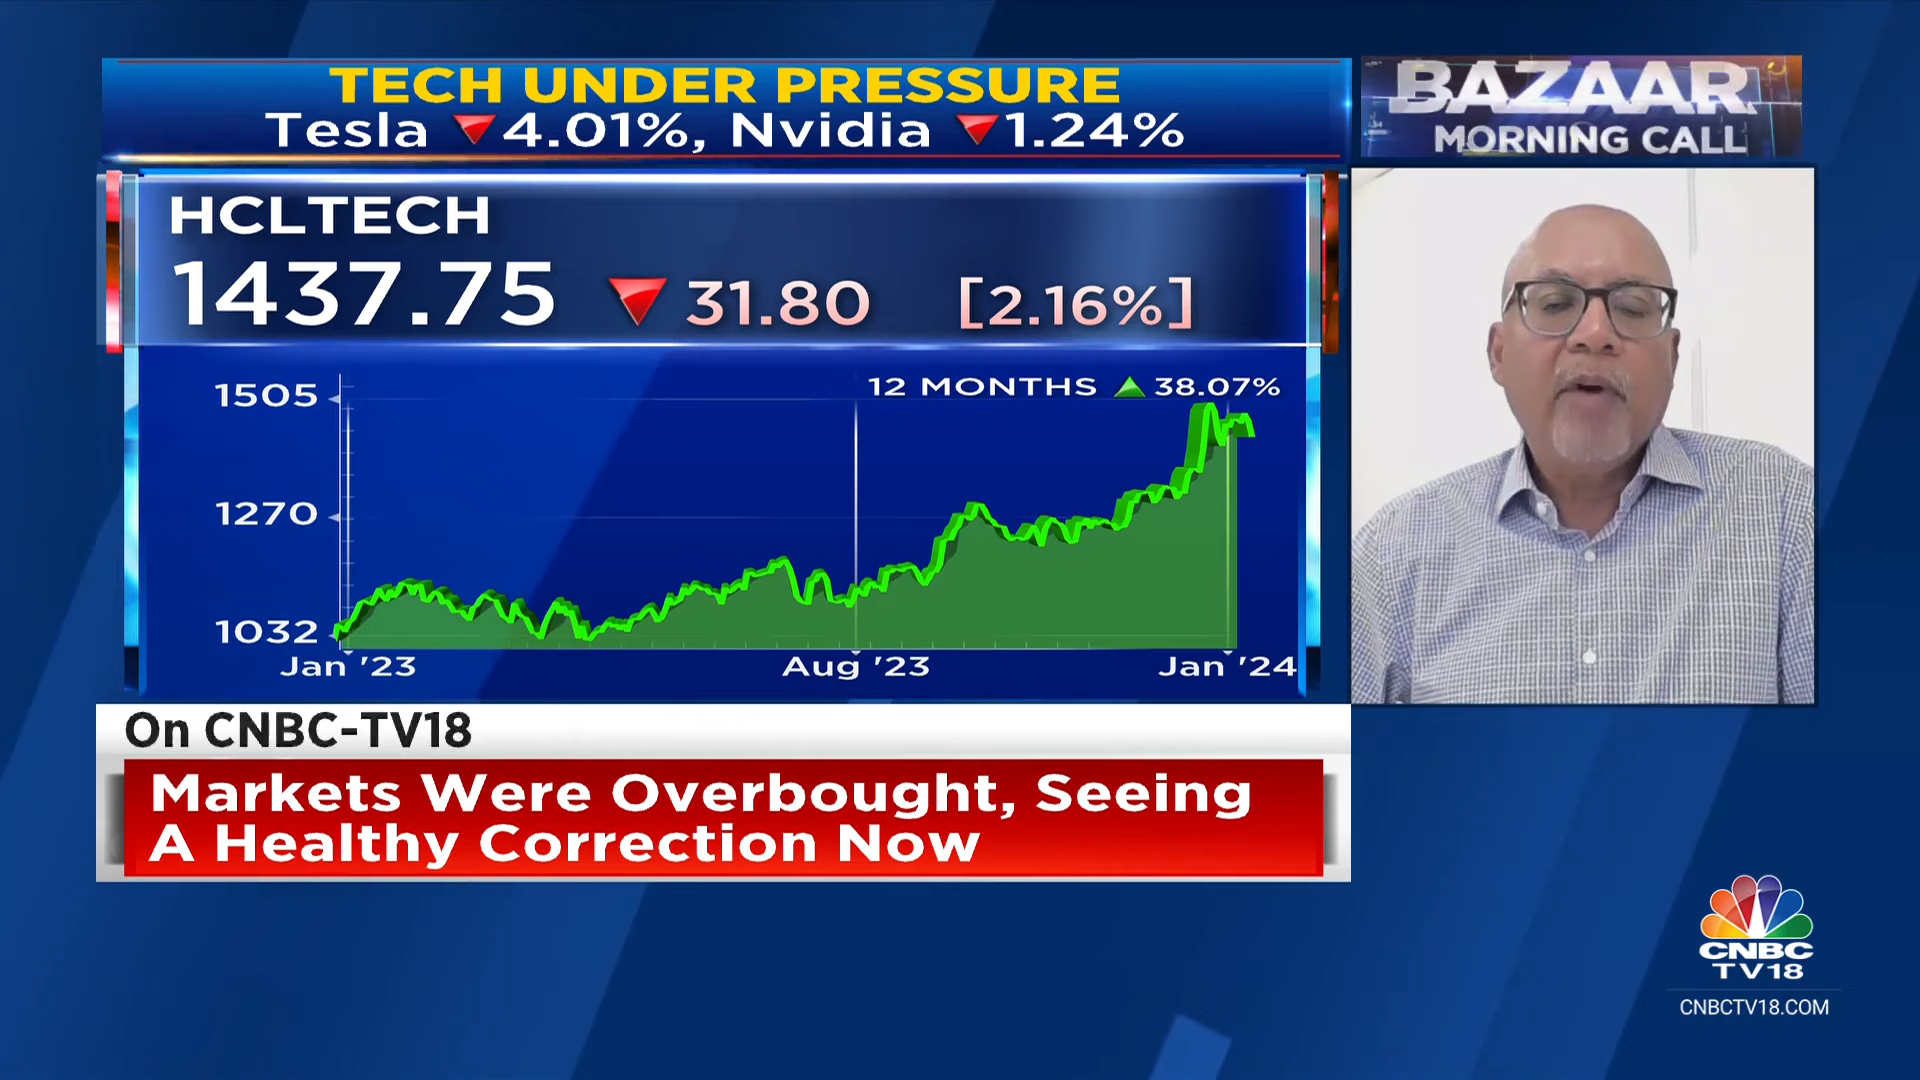 TECH UNDER PRESSURE
Tesla ▼4.01%, Nvidia ▼1.24%
BAZAAR
MORNING CALL
HCLTECH
1437.75 ▼ 31.80 [2.16%]
12 MONTHS ▲ 38.07%
1505
1270
1032
Jan '23 Aug '23 Jan '24
On CNBC-TV18
Markets Were Overbought, Seeing
A Healthy Correction Now
CNBC
TV18
CNBCTV18.COM